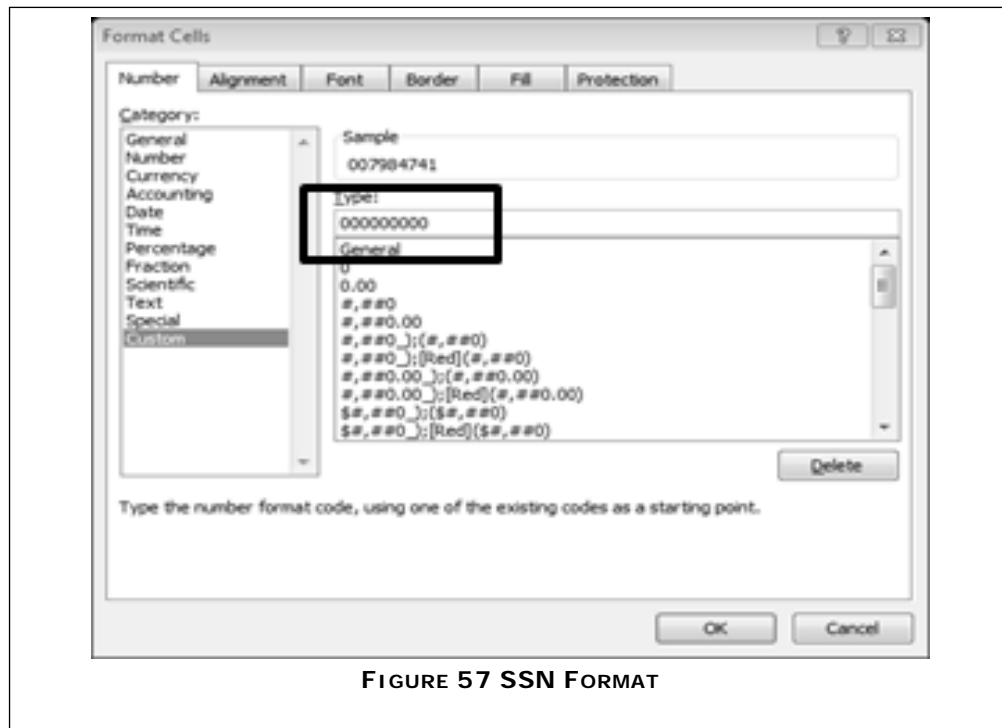 Format Cells
Number Alignment Font Border Fill Protection
Category:
General
Number
Currency
Accounting
Date
Time
Percentage
Fraction
Scientific
Text
Special
Custom
Sample
007984741
Type:
000000000
General
0
0.00
#,##0
#,##0.00
#,##0_);(#,##0)
#,##0_);[Red](#,##0)
#,##0.00_);(#,##0.00)
#,##0.00_);[Red](#,##0.00)
$#,##0_);($#,##0)
$#,##0_);[Red]($#,##0)
Delete
Type the number format code, using one of the existing codes as a starting point.
OK Cancel
FIGURE 57 SSN FORMAT